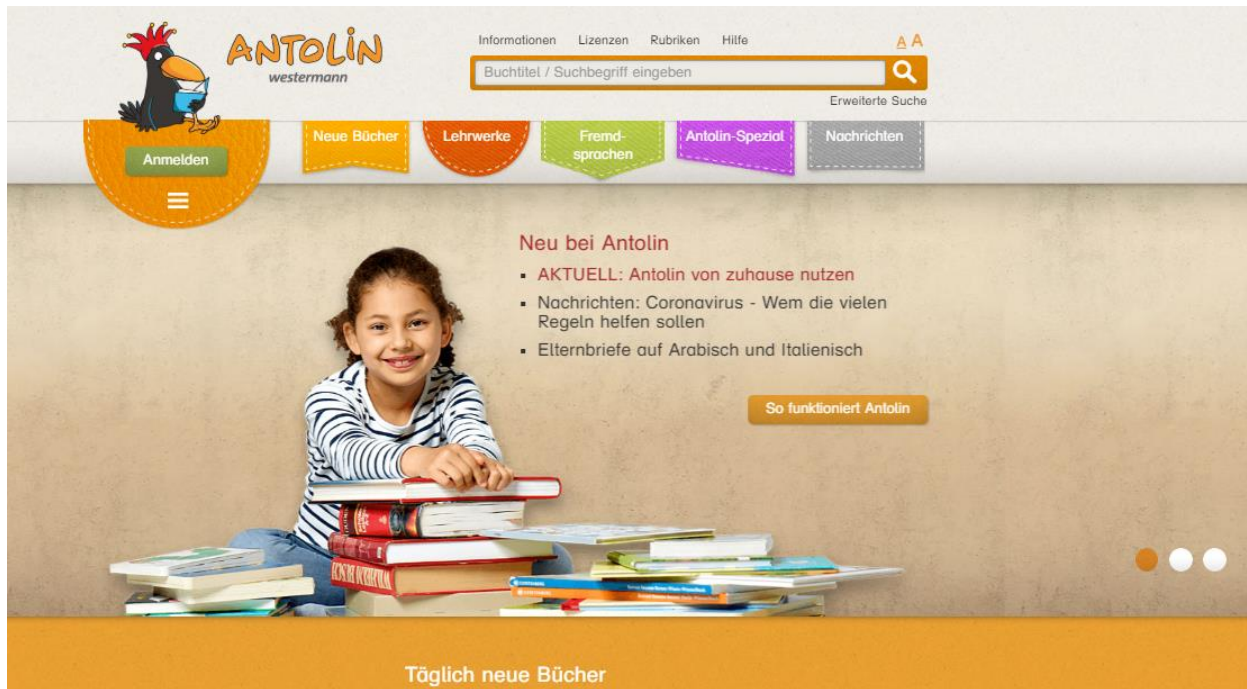 ANTOLiN
westermann
Informationen Lizenzen Rubriken Hilfe A A
Buchtitel / Suchbegriff eingeben
Erweiterte Suche
Anmelden
Neue Bücher
Lehrwerke
Fremd-
sprachen
Antolin-Spezial
Nachrichten
Neu bei Antolin
AKTUELL: Antolin von zuhause nutzen
Nachrichten: Coronavirus - Wem die vielen
Regeln helfen sollen
Elternbriefe auf Arabisch und Italienisch
So funktioniert Antolin
WILHELM BUSCH
Täglich neue Bücher